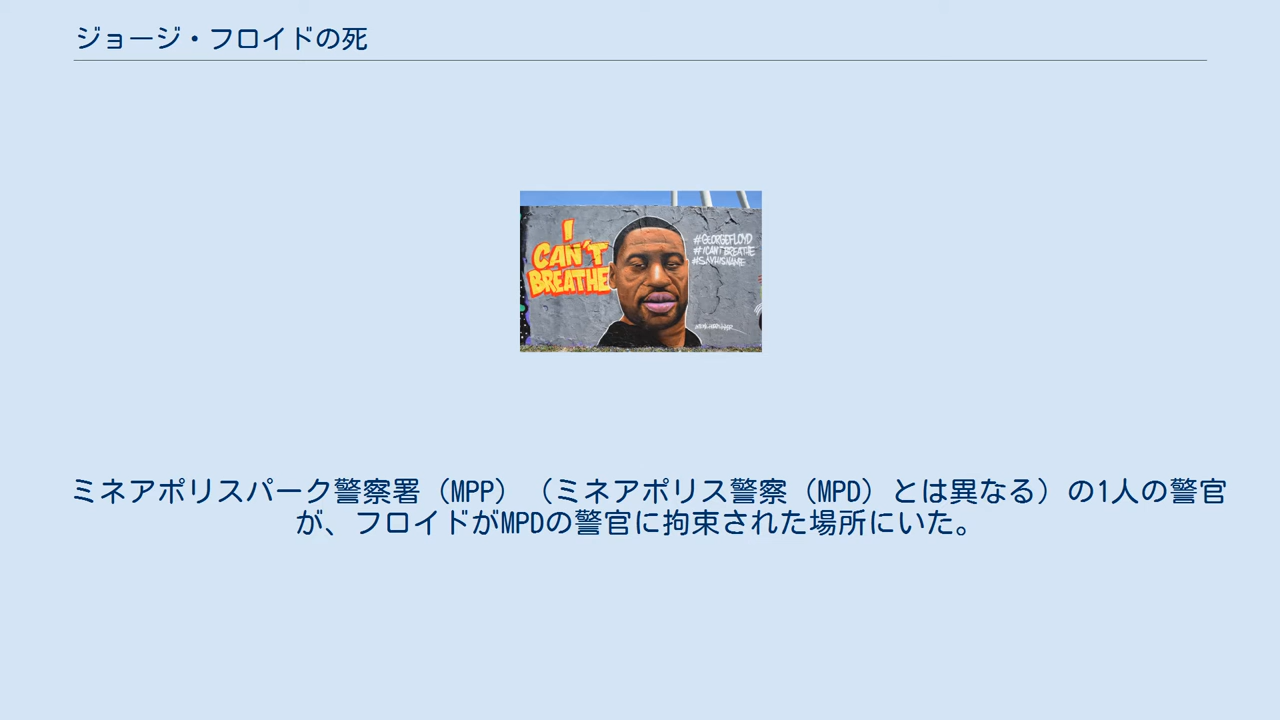 ジョージ・フロイドの死
I
CAN'T
BREATHE
#GEORGEFLOYD
#ICANTBREATHE
#SAYHISNAME
ミネアポリスパーク警察署（MPP）（ミネアポリス警察（MPD）とは異なる）の1人の警官
が、フロイドがMPDの警官に拘束された場所にいた。